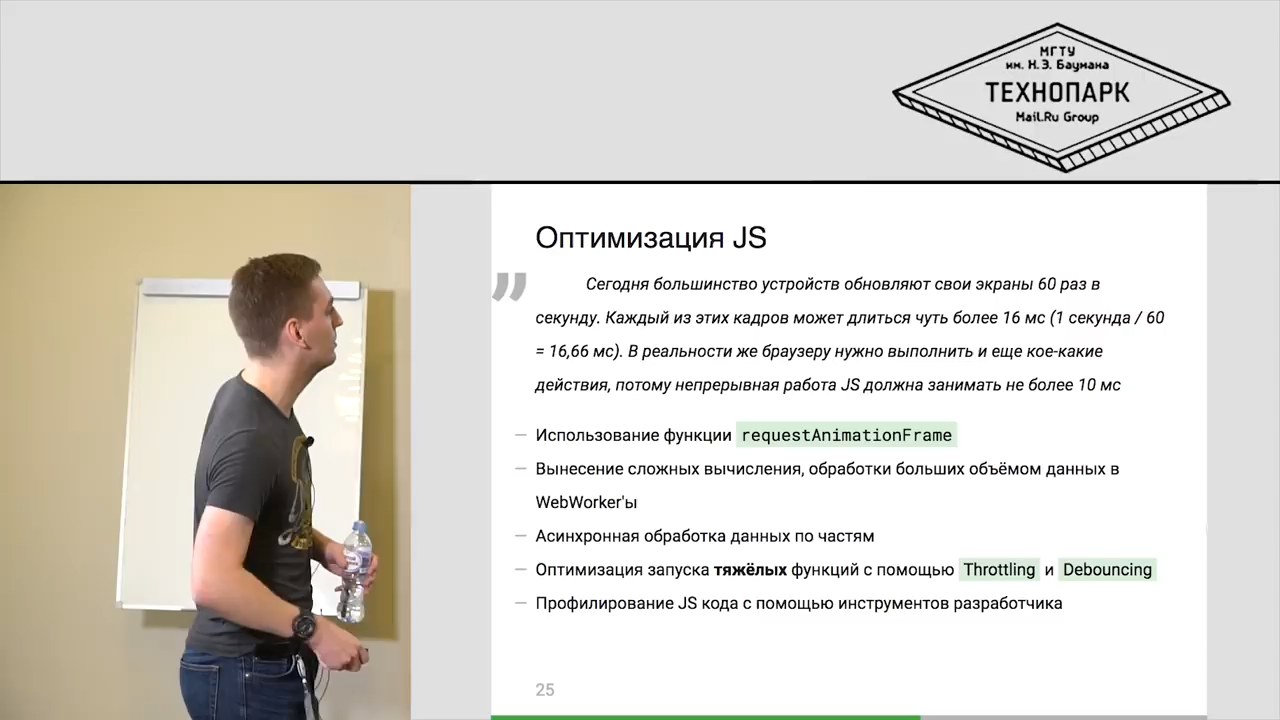 МГТУ
им. Н.Э. Баумана
ТЕХНОПАРК
Mail.Ru Group
Оптимизация JS
” Сегодня большинство устройств обновляют свои экраны 60 раз в
секунду. Каждый из этих кадров может длиться чуть более 16 мс (1 секунда / 60
= 16,66 мс). В реальности же браузеру нужно выполнить и еще кое-какие
действия, потому непрерывная работа JS должна занимать не более 10 мс
— Использование функции requestAnimationFrame
— Вынесение сложных вычисления, обработки больших объёмом данных в
WebWorker'ы
— Асинхронная обработка данных по частям
— Оптимизация запуска тяжёлых функций с помощью Throttling и Debouncing
— Профилирование JS кода с помощью инструментов разработчика
25